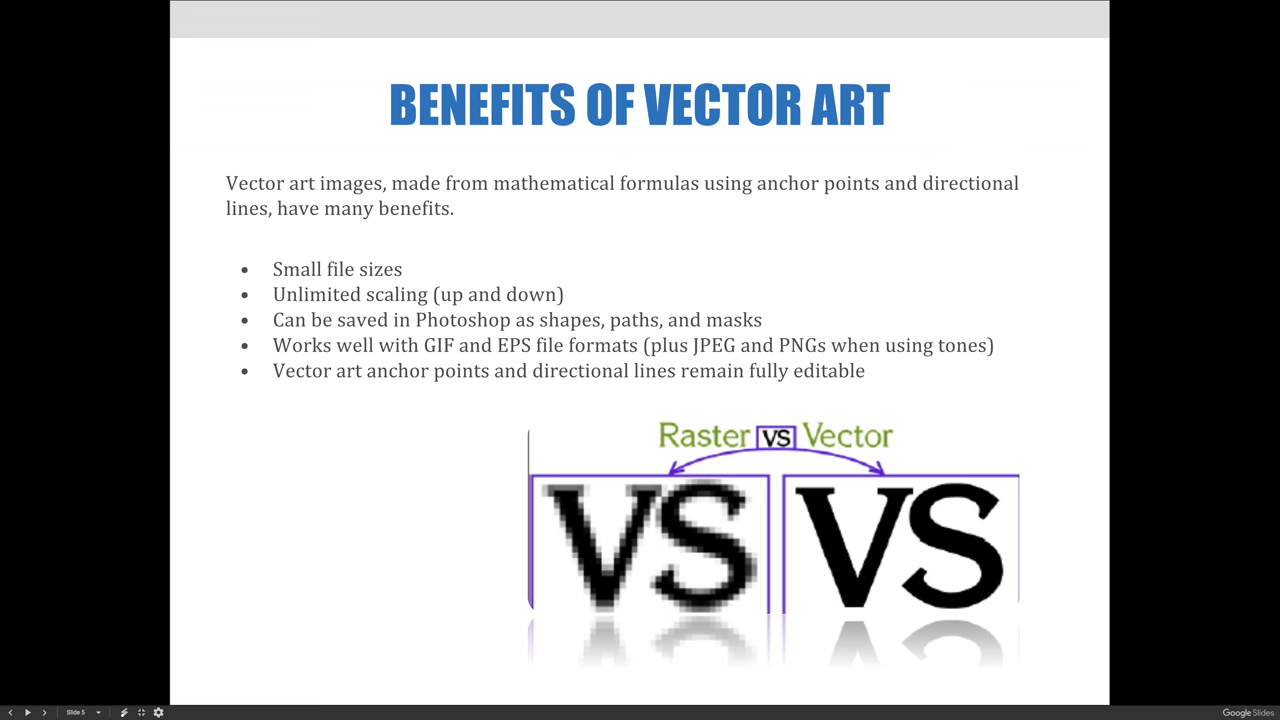 BENEFITS OF VECTOR ART
Vector art images, made from mathematical formulas using anchor points and directional
lines, have many benefits.
• Small file sizes
• Unlimited scaling (up and down)
• Can be saved in Photoshop as shapes, paths, and masks
• Works well with GIF and EPS file formats (plus JPEG and PNGs when using tones)
• Vector art anchor points and directional lines remain fully editable
Raster vs Vector
VS VS
Slide 5
Google Slides